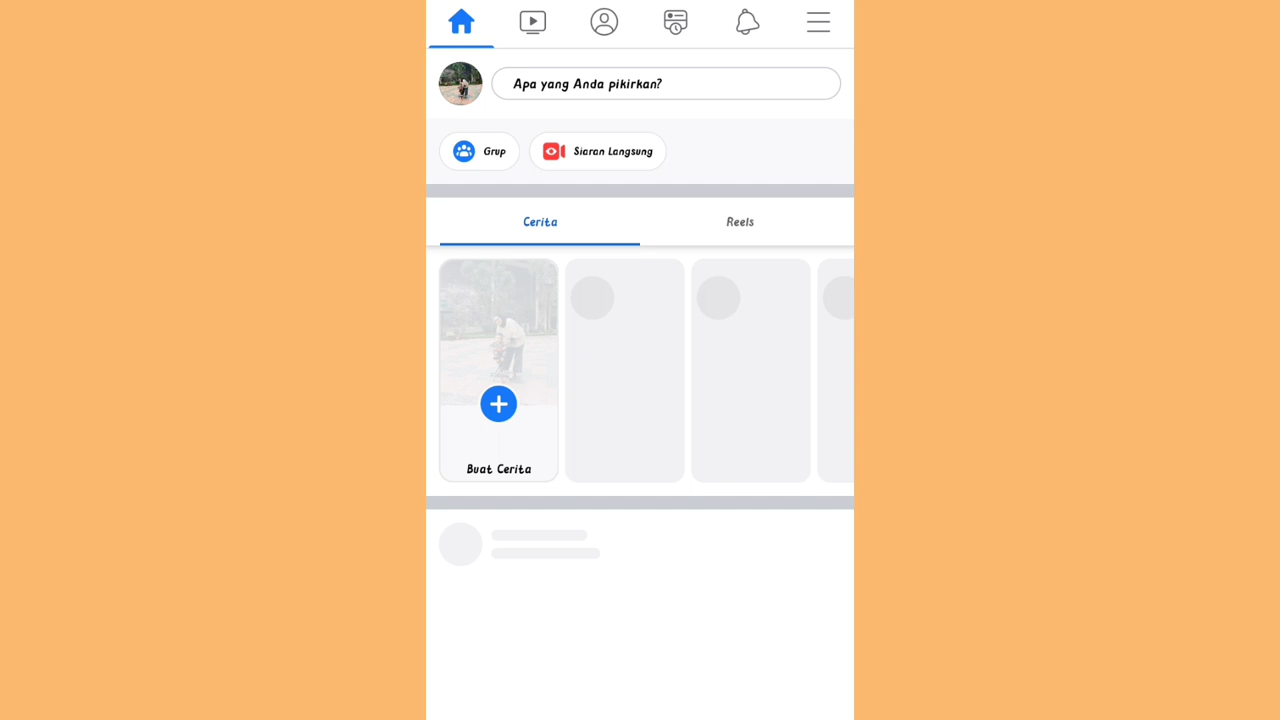 Apa yang Anda pikirkan?
Grup
Siaran Langsung
Cerita
Reels
Buat Cerita